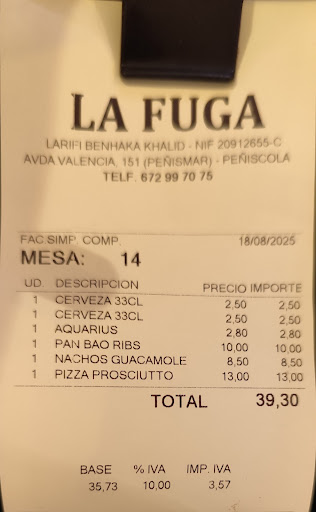 LA FUGA
LARIFI BENHAKA KHALID - NIF 20912655-C
AVDA VALENCIA, 151 (PEÑISMAR) - PEÑISCOLA
TELF. 672 99 70 75
FAC.SIMP. COMP. 18/08/2025
MESA: 14
UD. DESCRIPCION PRECIO IMPORTE
1 CERVEZA 33CL 2,50 2,50
1 CERVEZA 33CL 2,50 2,50
1 AQUARIUS 2,80 2,80
1 PAN BAO RIBS 10,00 10,00
1 NACHOS GUACAMOLE 8,50 8,50
1 PIZZA PROSCIUTTO 13,00 13,00
TOTAL 39,30
BASE % IVA IMP. IVA
35,73 10,00 3,57